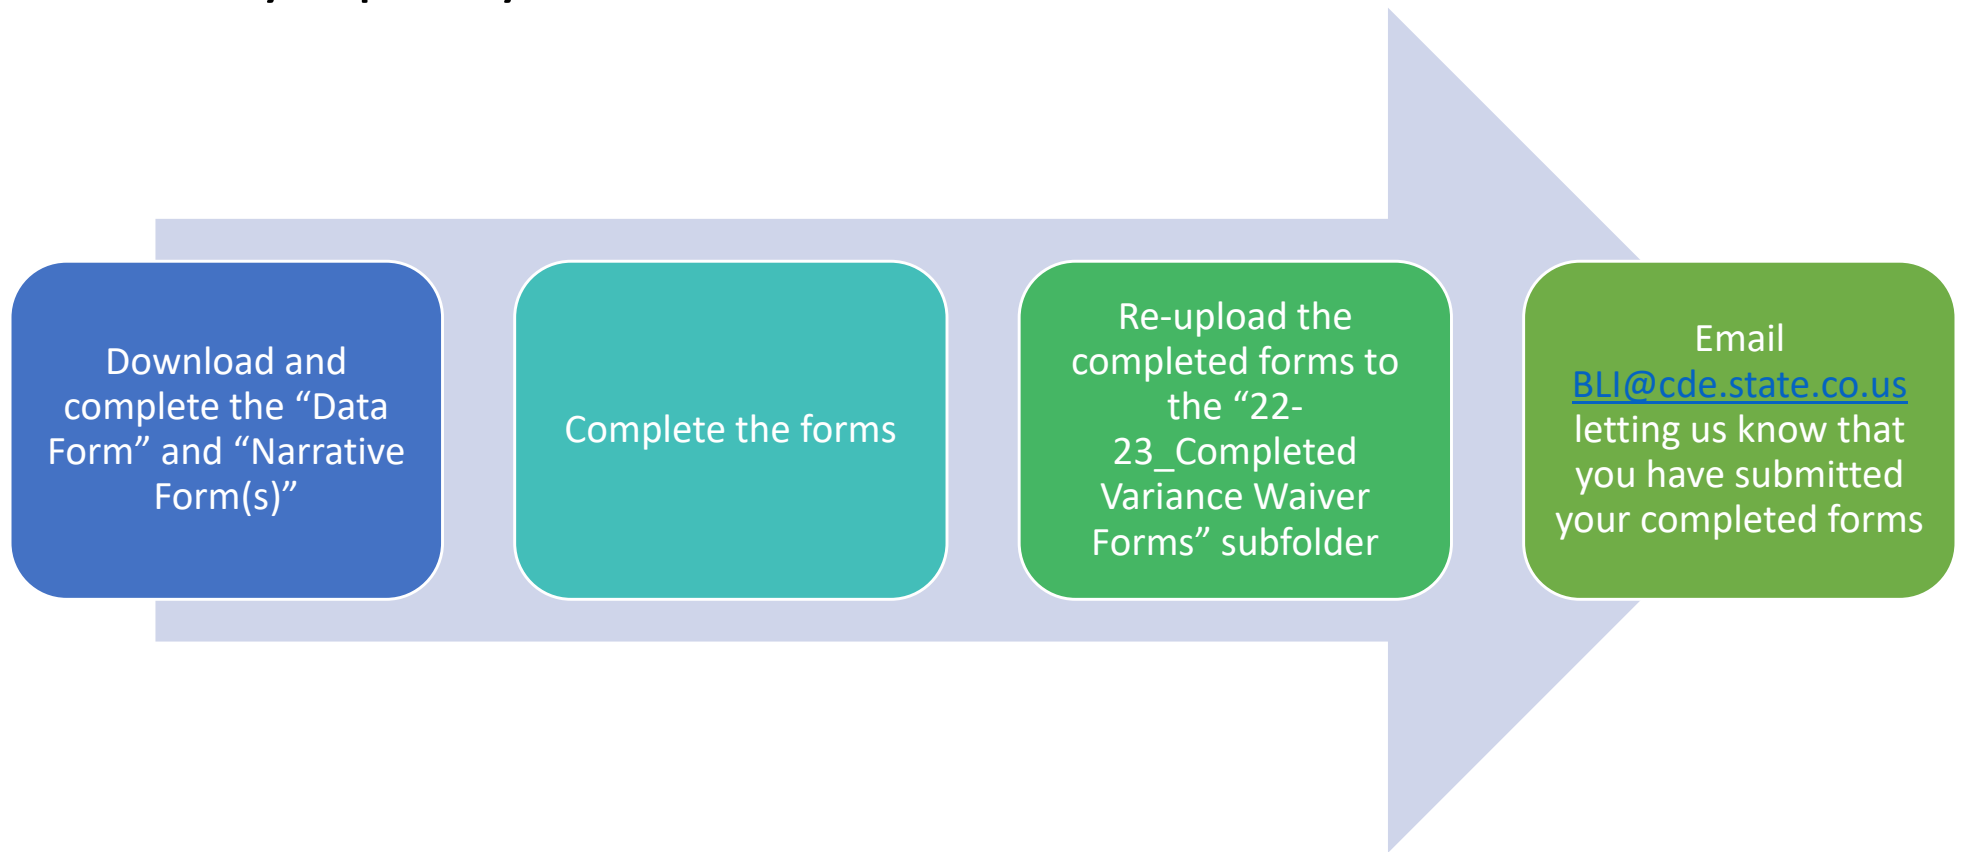 Download and
complete the “Data
Form” and “Narrative
Form(s)”
Complete the forms
Re-upload the
completed forms to
the “22-
23_Completed
Variance Waiver
Forms” subfolder
Email
BLI@cde.state.co.us
letting us know that
you have submitted
your completed forms